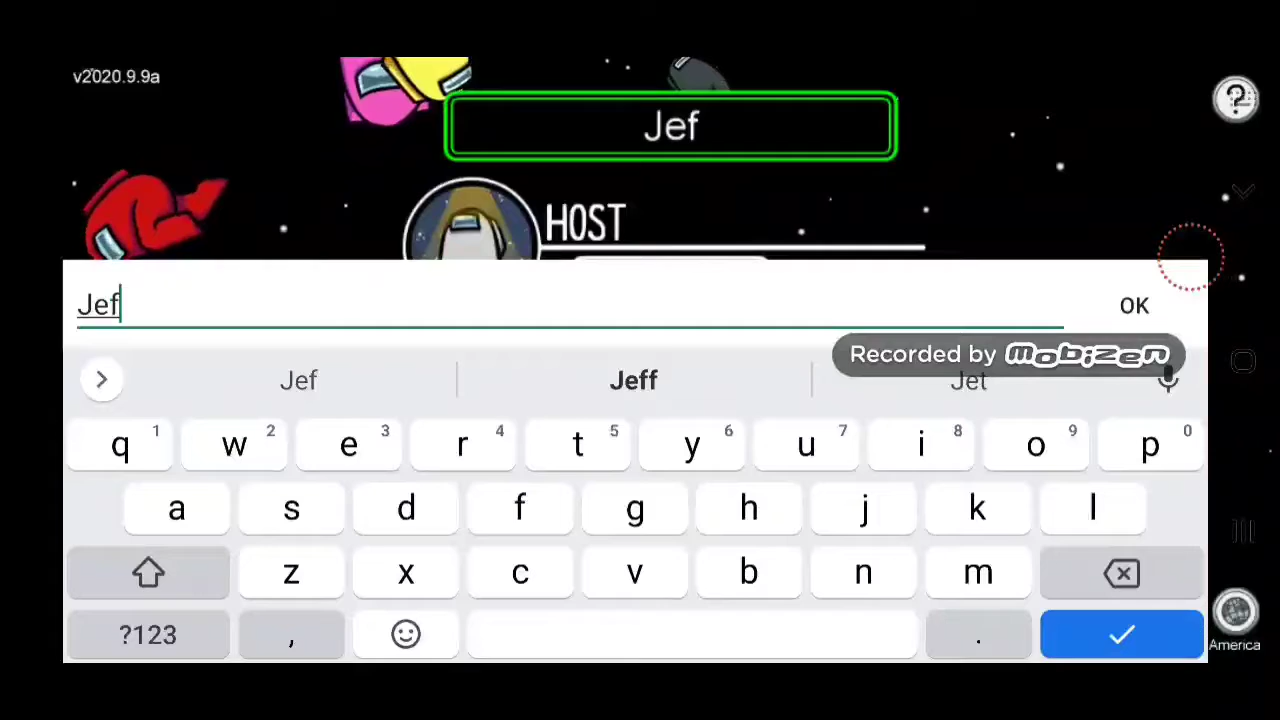 v2020.9.9a
Jef
HOST
Jef
OK
Recorded by mobizen
Jef Jeff Jet
q 1 w 2 e 3 r 4 t 5 y 6 u 7 i 8 o 9 p 0
a s d f g h j k l
z x c v b n m
?123 , .
America